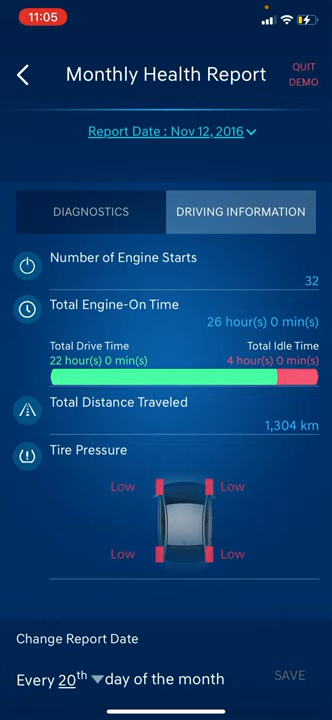 11:05
Monthly Health Report
QUIT DEMO
Report Date : Nov 12, 2016
DIAGNOSTICS
DRIVING INFORMATION
Number of Engine Starts
32
Total Engine-On Time
26 hour(s) 0 min(s)
Total Drive Time
Total Idle Time
22 hour(s) 0 min(s)
4 hour(s) 0 min(s)
Total Distance Traveled
1,304 km
Tire Pressure
Low
Low
Low
Low
Change Report Date
Every 20th day of the month
SAVE